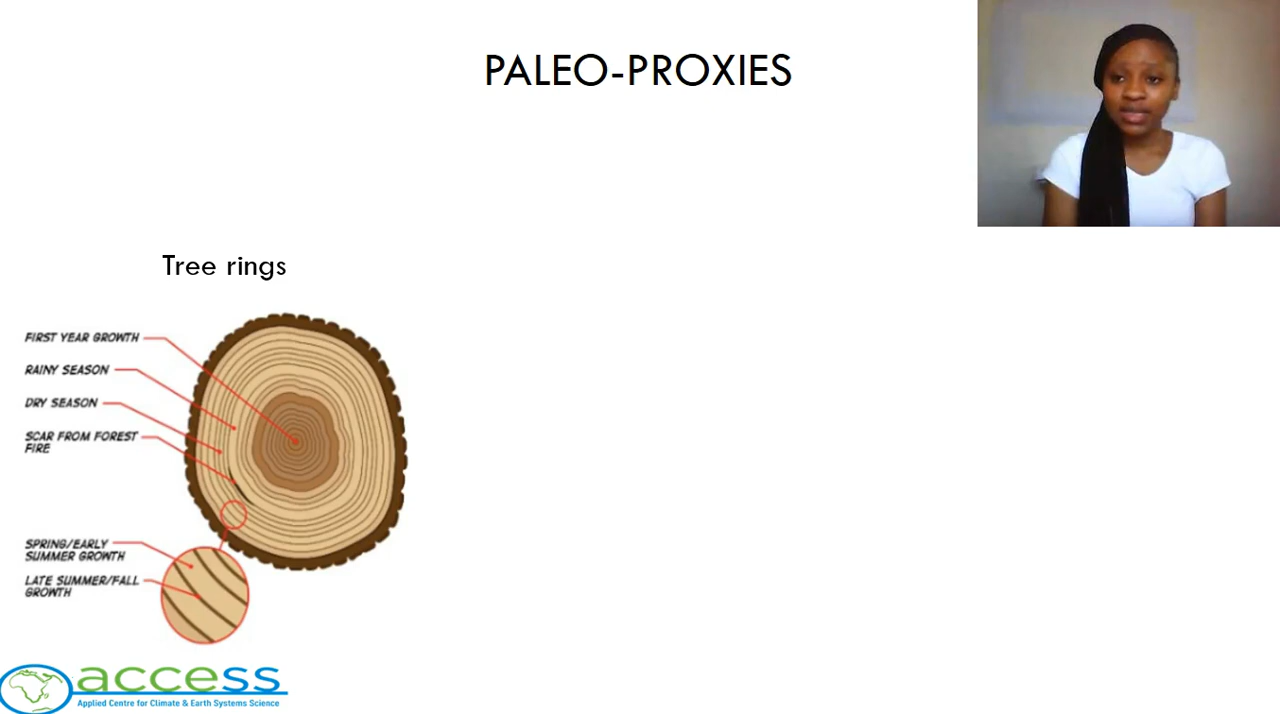 PALEO-PROXIES
Tree rings
FIRST YEAR GROWTH
RAINY SEASON
DRY SEASON
SCAR FROM FOREST
FIRE
SPRING/EARLY
SUMMER GROWTH
LATE SUMMER/FALL
GROWTH
access
Applied Centre for Climate & Earth Systems Science